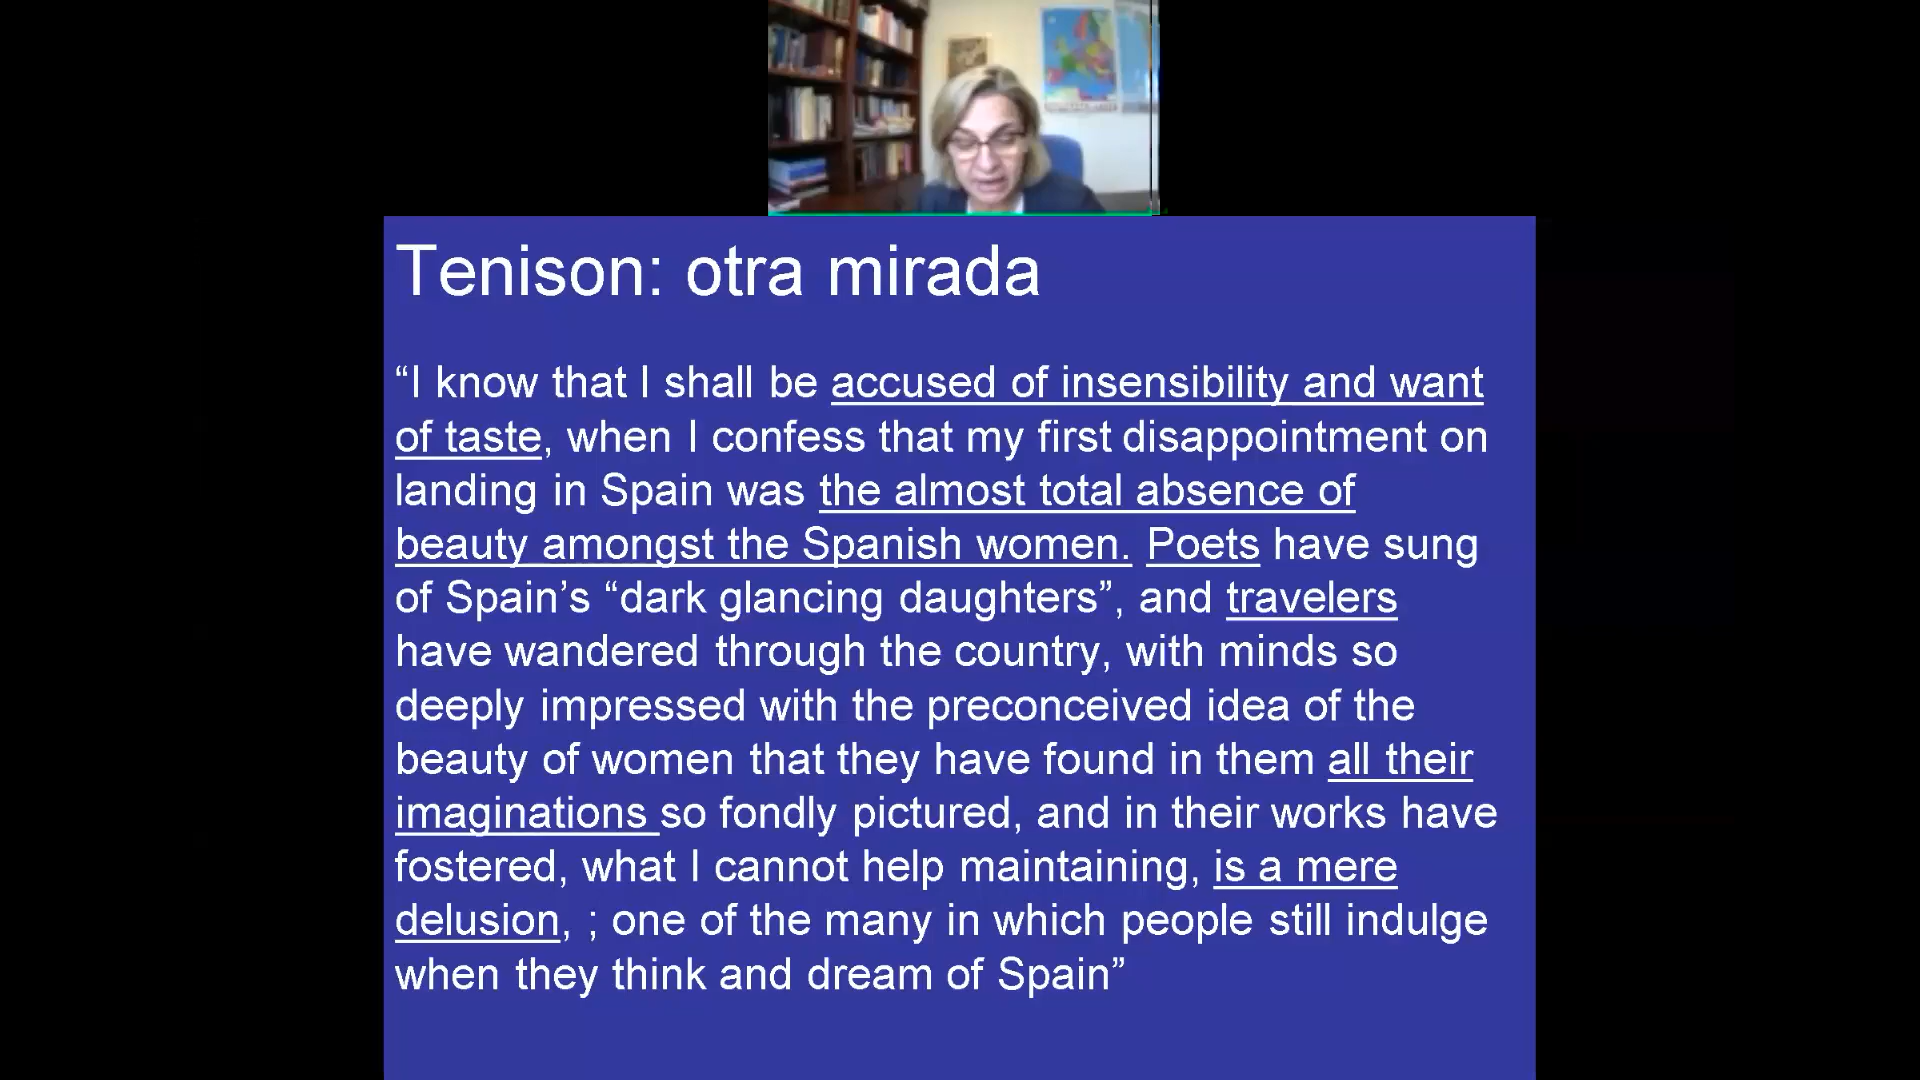 Tenison: otra mirada
“I know that I shall be accused of insensibility and want
of taste, when I confess that my first disappointment on
landing in Spain was the almost total absence of
beauty amongst the Spanish women. Poets have sung
of Spain’s “dark glancing daughters”, and travelers
have wandered through the country, with minds so
deeply impressed with the preconceived idea of the
beauty of women that they have found in them all their
imaginations so fondly pictured, and in their works have
fostered, what I cannot help maintaining, is a mere
delusion, ; one of the many in which people still indulge
when they think and dream of Spain”